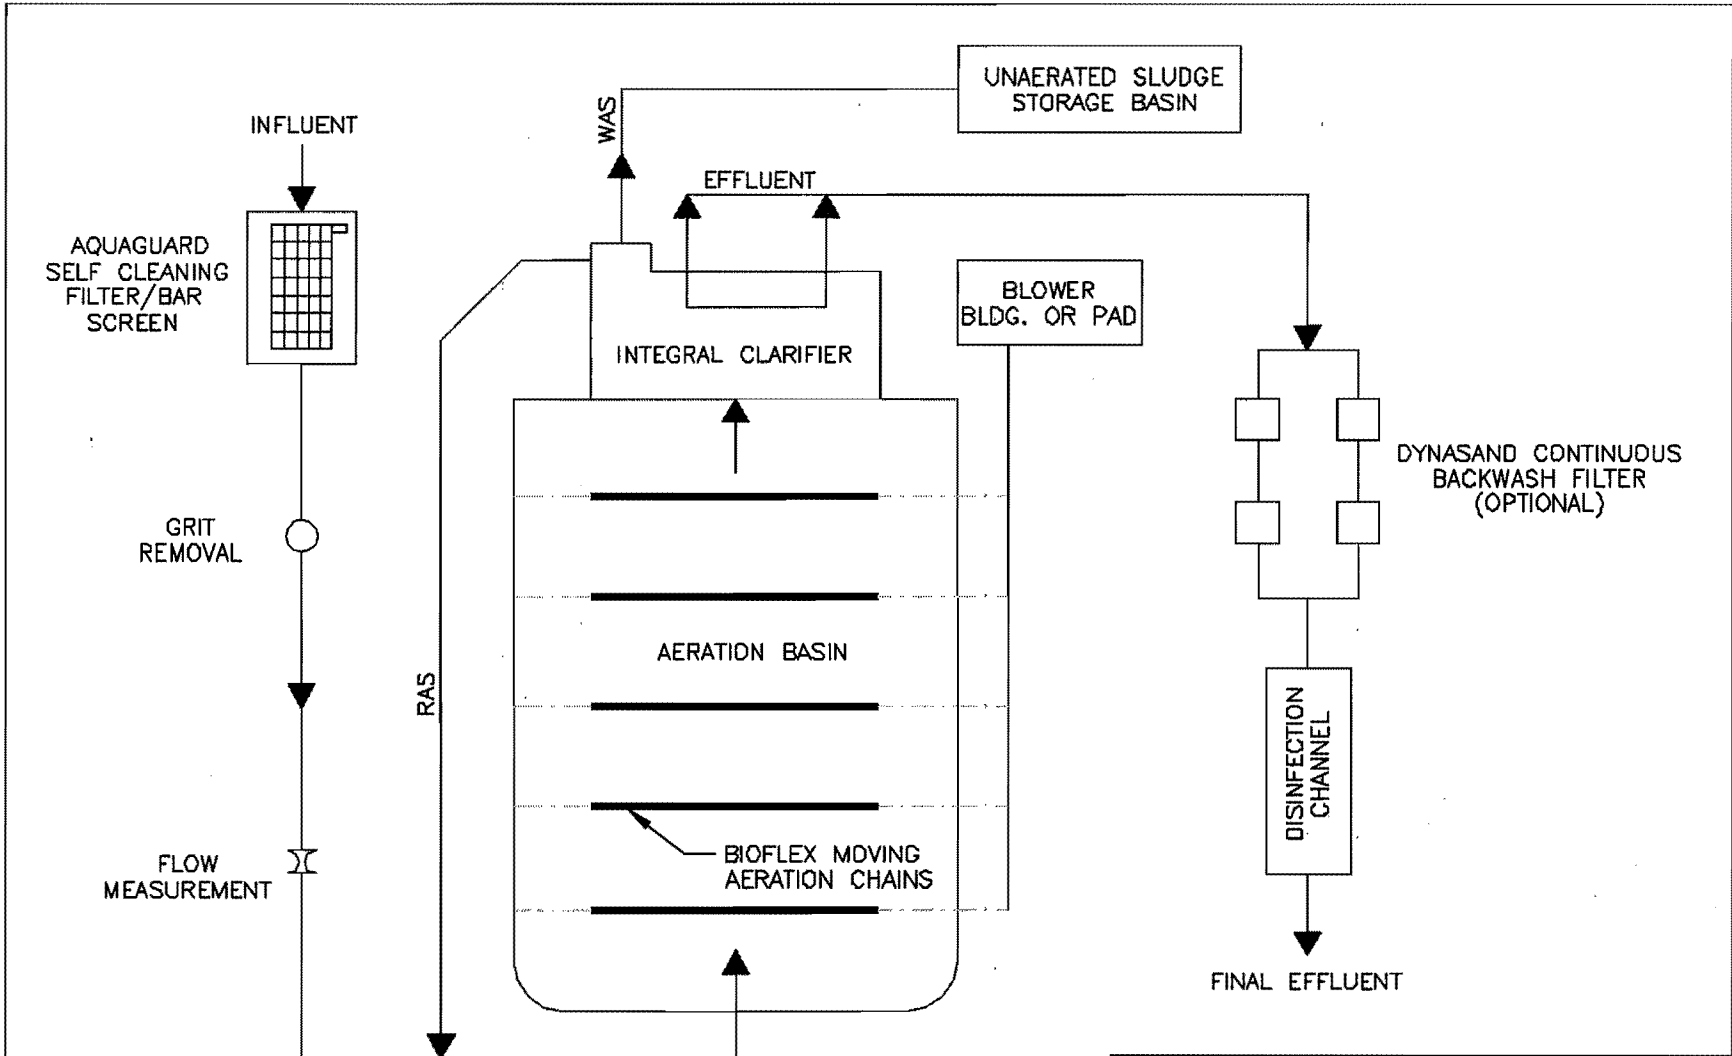 UNAERATED SLUDGE
STORAGE BASIN
WAS
INFLUENT
EFFLUENT
AQUAGUARD
SELF CLEANING
FILTER/BAR
SCREEN
BLOWER
BLDG. OR PAD
INTEGRAL CLARIFIER
DYNASAND CONTINUOUS
BACKWASH FILTER
(OPTIONAL)
GRIT
REMOVAL
AERATION BASIN
RAS
DISINFECTION
CHANNEL
BIOFLEX MOVING
AERATION CHAINS
FLOW
MEASUREMENT
FINAL EFFLUENT